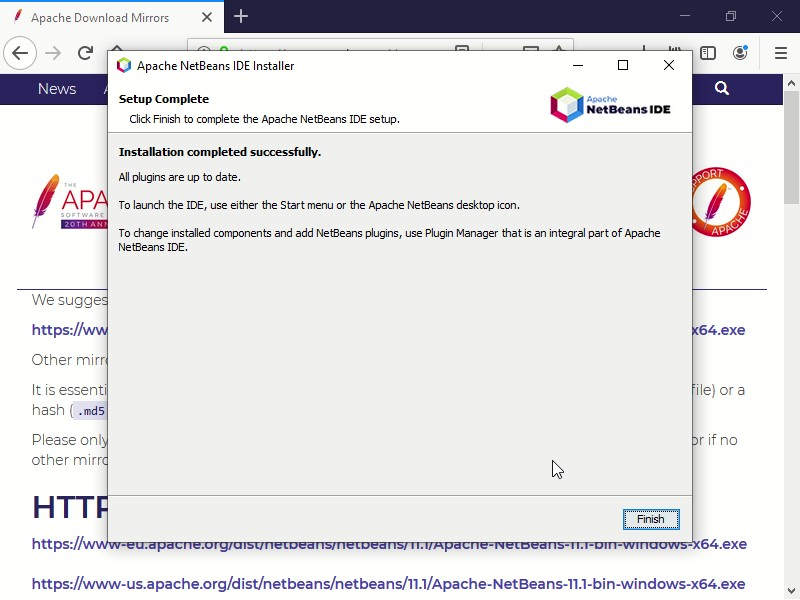 Apache Download Mirrors
Apache NetBeans IDE Installer
News
Setup Complete
Click Finish to complete the Apache NetBeans IDE setup.
Apache
NetBeans IDE
Installation completed successfully.
All plugins are up to date.
To launch the IDE, use either the Start menu or the Apache NetBeans desktop icon.
To change installed components and add NetBeans plugins, use Plugin Manager that is an integral part of Apache
NetBeans IDE.
THE
APA
SOFTWARE
20TH ANN
PORT
APACHE
We sugges
https://ww
x64.exe
Other mirro
It is essenti
file) or a
hash (.md5
Please only
or if no
other mirro
HTTP
Finish
https://www-eu.apache.org/dist/netbeans/netbeans/11.1/Apache-NetBeans-11.1-bin-windows-x64.exe
https://www-us.apache.org/dist/netbeans/netbeans/11.1/Apache-NetBeans-11.1-bin-windows-x64.exe